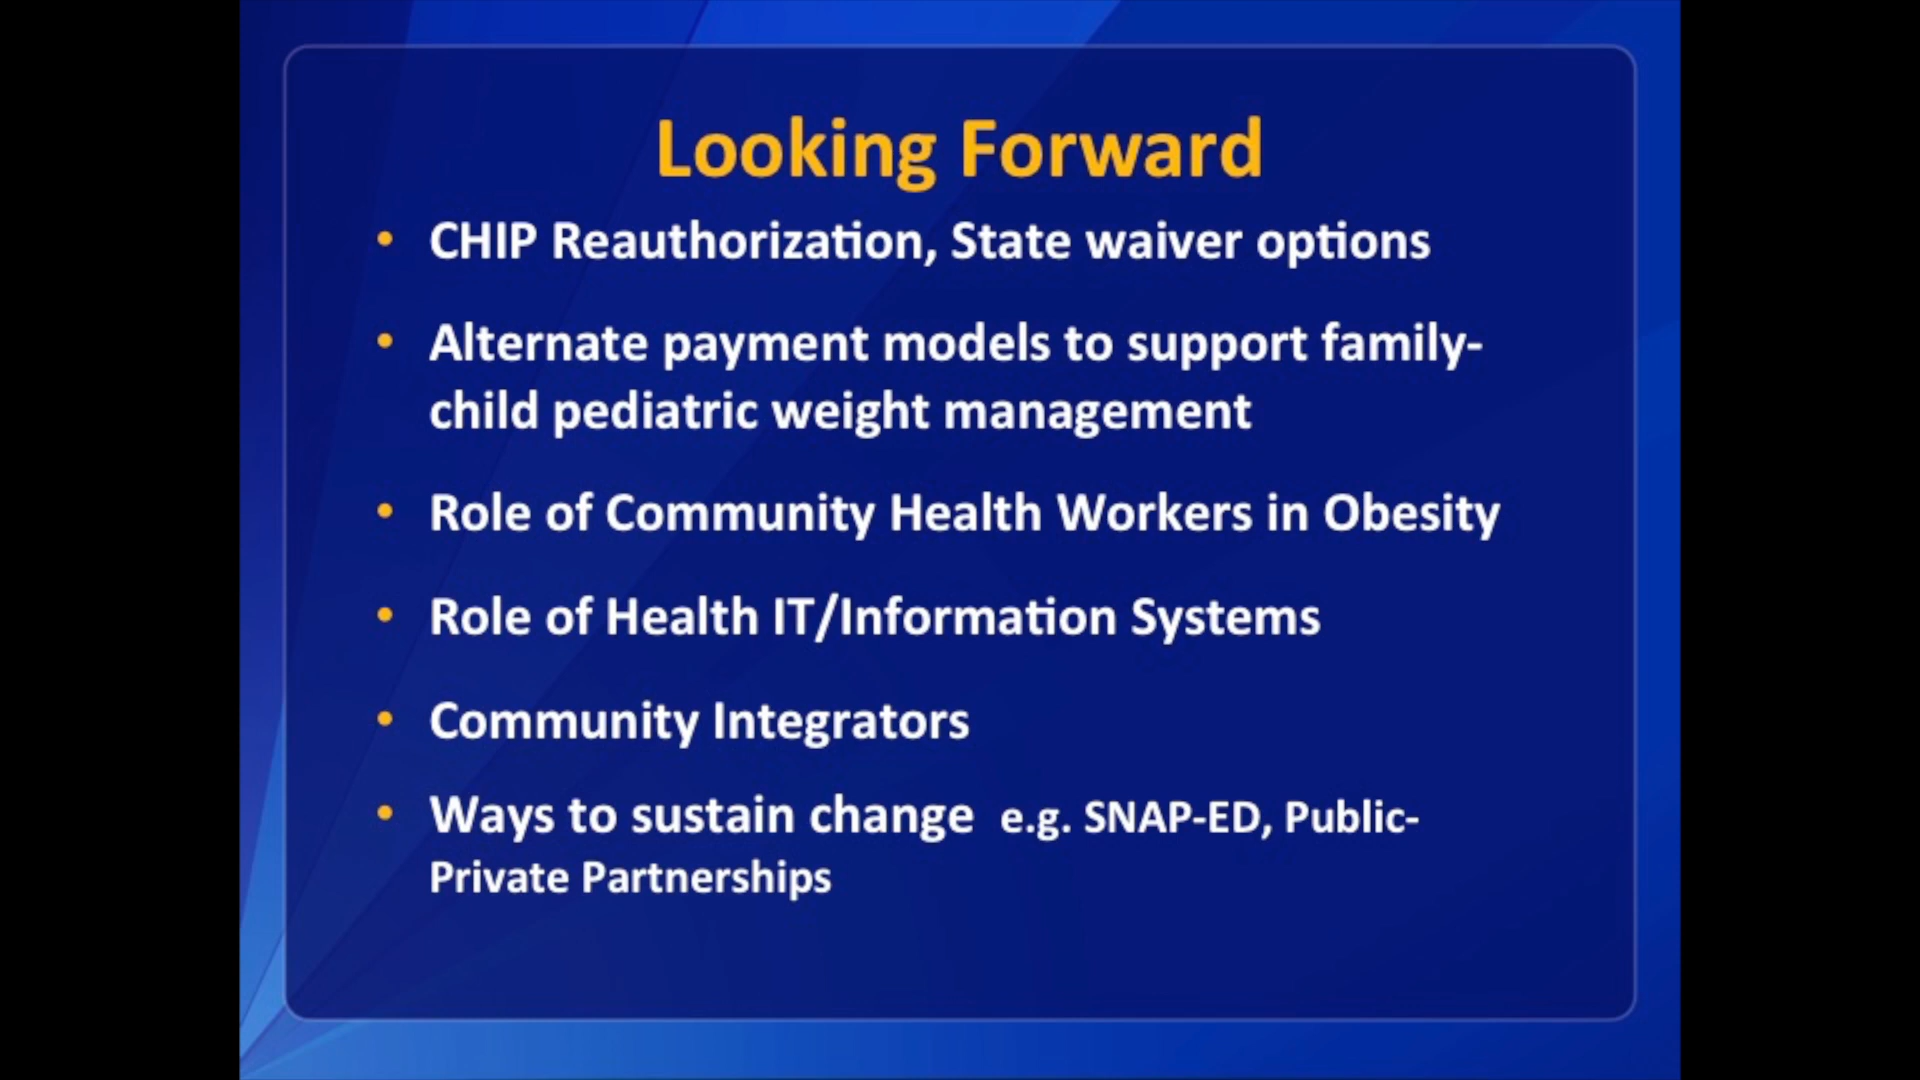 Looking Forward
• CHIP Reauthorization, State waiver options
• Alternate payment models to support family-
child pediatric weight management
• Role of Community Health Workers in Obesity
• Role of Health IT/Information Systems
• Community Integrators
• Ways to sustain change e.g. SNAP-ED, Public-
Private Partnerships